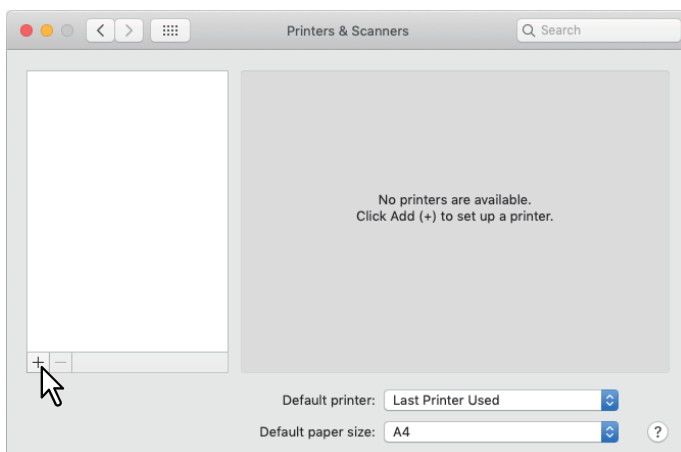 Printers & Scanners
Search
No printers are available.
Click Add (+) to set up a printer.
+ −
Default printer: Last Printer Used
Default paper size: A4
?